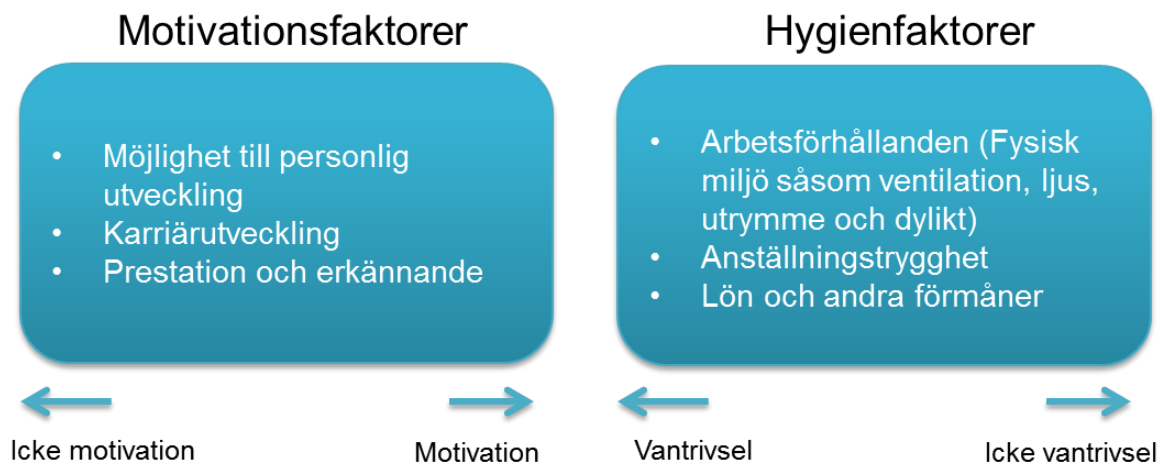 Motivationsfaktorer
• Möjlighet till personlig
utveckling
• Karriärutveckling
• Prestation och erkännande
Icke motivation
Motivation
Hygienfaktorer
• Arbetsförhållanden (Fysisk
miljö såsom ventilation, ljus,
utrymme och dylikt)
• Anställningstrygghet
• Lön och andra förmåner
Vantrivsel
Icke vantrivsel